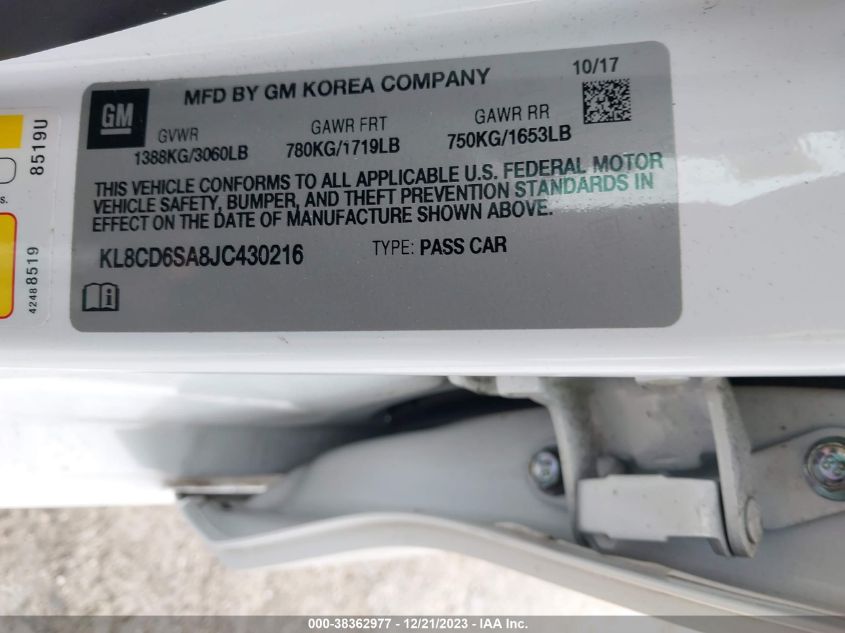 MFD BY GM KOREA COMPANY
10/17
GM
GVWR
GAWR FRT
GAWR RR
1388KG/3060LB
780KG/1719LB
750KG/1653LB
THIS VEHICLE CONFORMS TO ALL APPLICABLE U.S. FEDERAL MOTOR
VEHICLE SAFETY, BUMPER, AND THEFT PREVENTION STANDARDS IN
EFFECT ON THE DATE OF MANUFACTURE SHOWN ABOVE.
KL8CD6SA8JC430216
TYPE: PASS CAR
8519U
s.
42488519
000-38362977 - 12/21/2023 - IAA Inc.